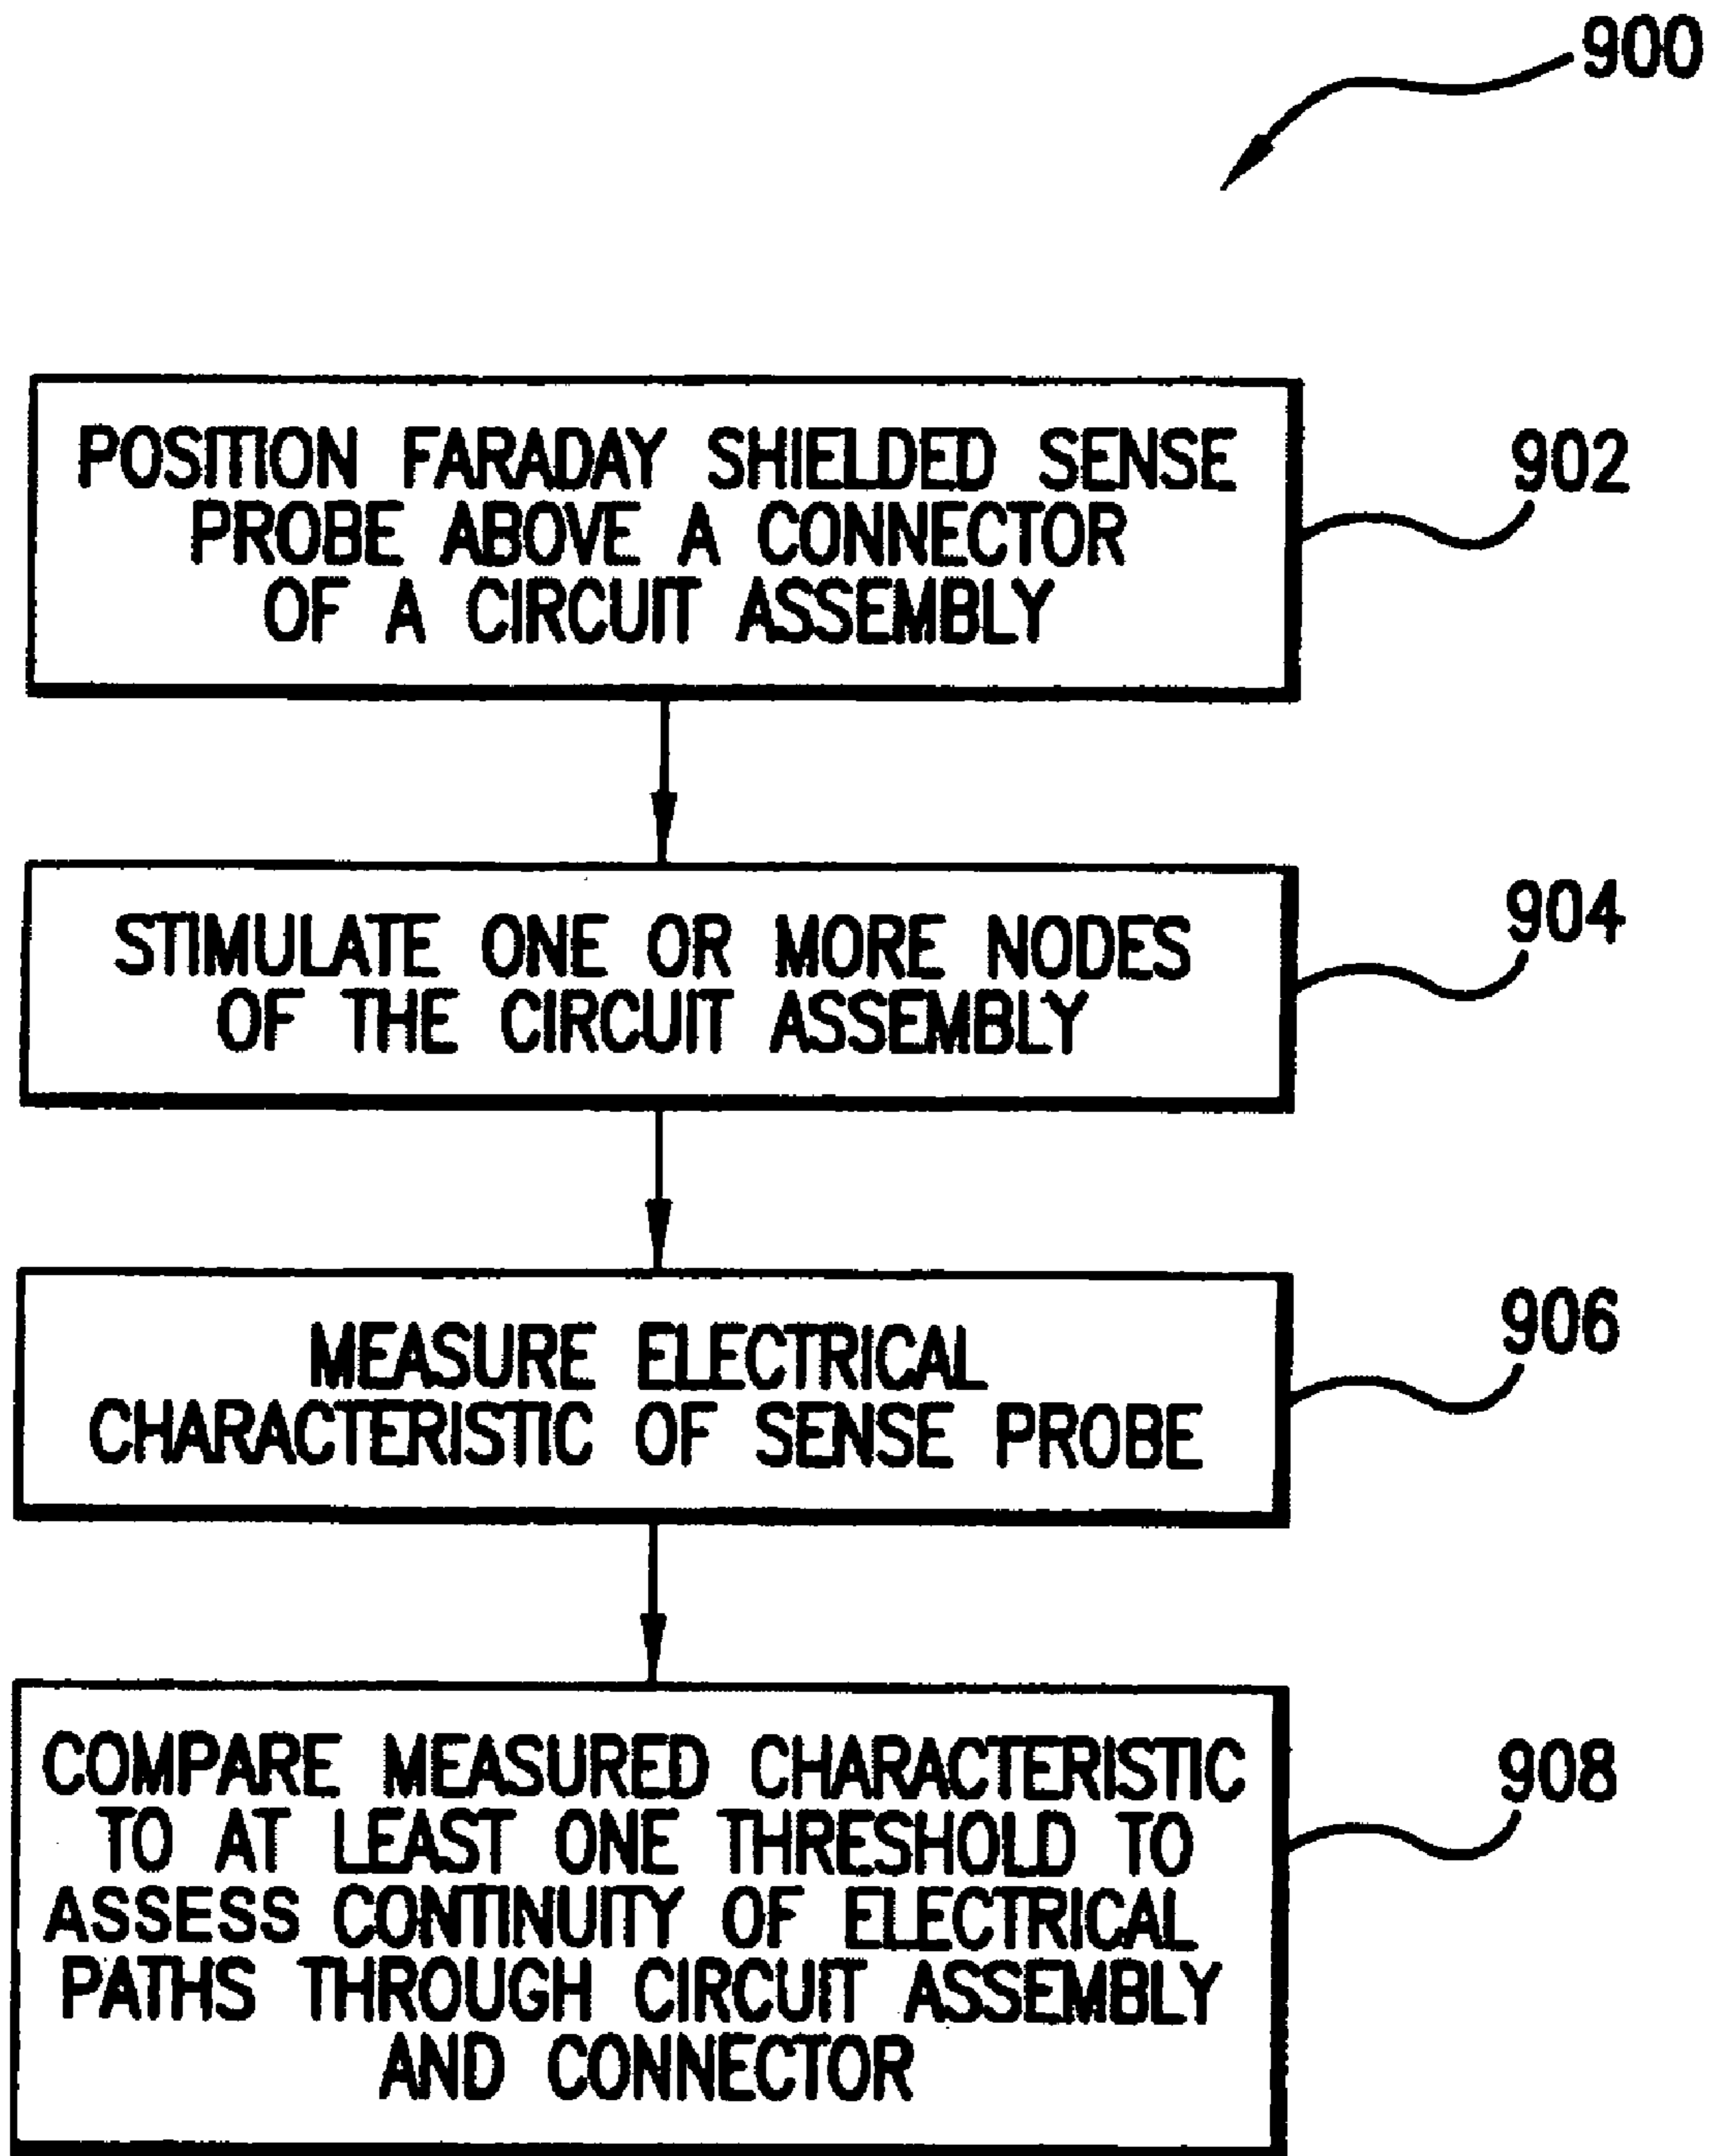 900
POSITION FARADAY SHIELDED SENSE
PROBE ABOVE A CONNECTOR
OF A CIRCUIT ASSEMBLY
902
STIMULATE ONE OR MORE NODES
OF THE CIRCUIT ASSEMBLY
904
MEASURE ELECTRICAL
CHARACTERISTIC OF SENSE PROBE
906
COMPARE MEASURED CHARACTERISTIC
TO AT LEAST ONE THRESHOLD TO
ASSESS CONTINUITY OF ELECTRICAL
PATHS THROUGH CIRCUIT ASSEMBLY
AND CONNECTOR
908